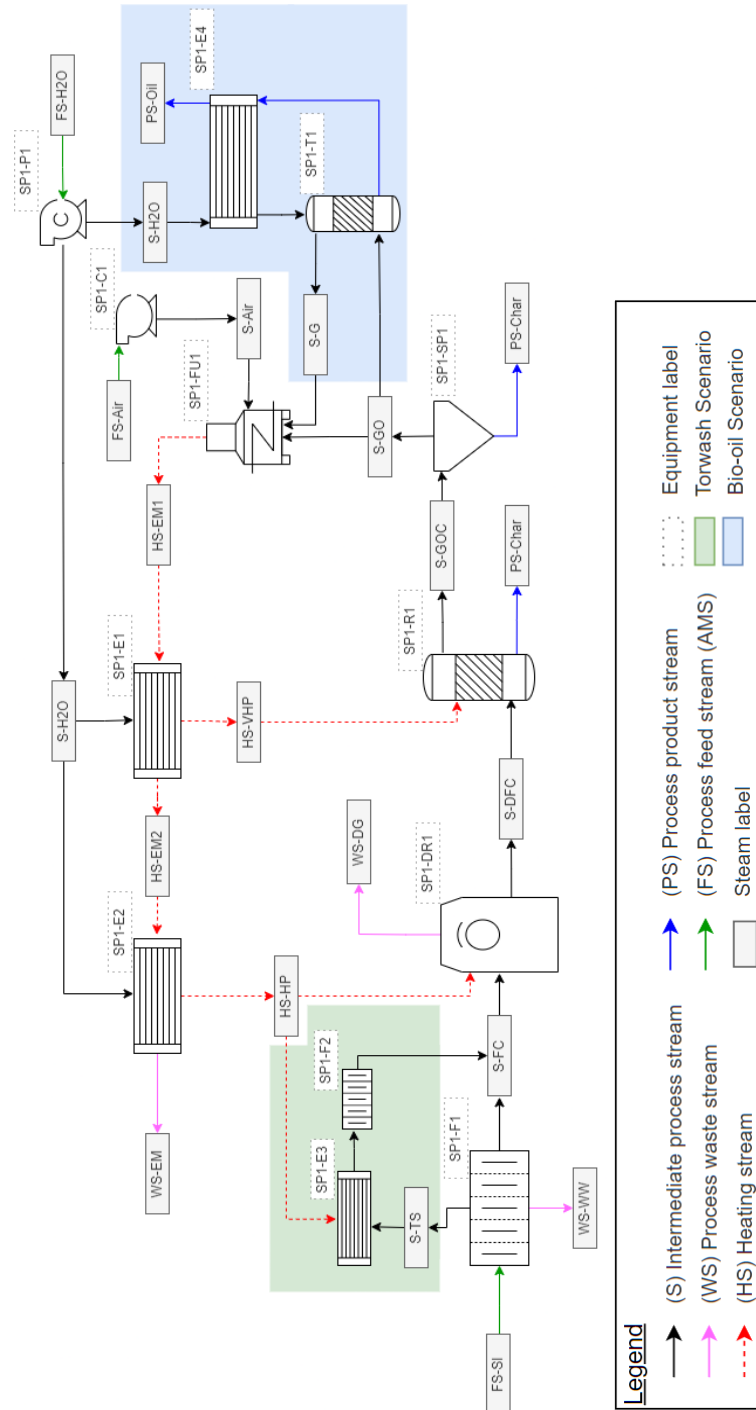 FS-H2O
SP1-P1
SP1-E4
PS-Oil
S-H2O
SP1-T1
FS-Air
SP1-C1
S-Air
S-G
SP1-FU1
HS-EM1
S-GO
SP1-SP1
PS-Char
S-H2O
SP1-E1
HS-VHP
S-GOC
SP1-R1
PS-Char
HS-EM2
SP1-E2
WS-DG
SP1-DR1
S-DFC
HS-HP
WS-EM
SP1-F2
SP1-E3
S-FC
SP1-F1
S-TS
WS-WW
FS-SI
Legend
(S) Intermediate process stream
(WS) Process waste stream
(HS) Heating stream
(PS) Process product stream
(FS) Process feed stream (AMS)
Steam label
Equipment label
Torwash Scenario
Bio-oil Scenario
C